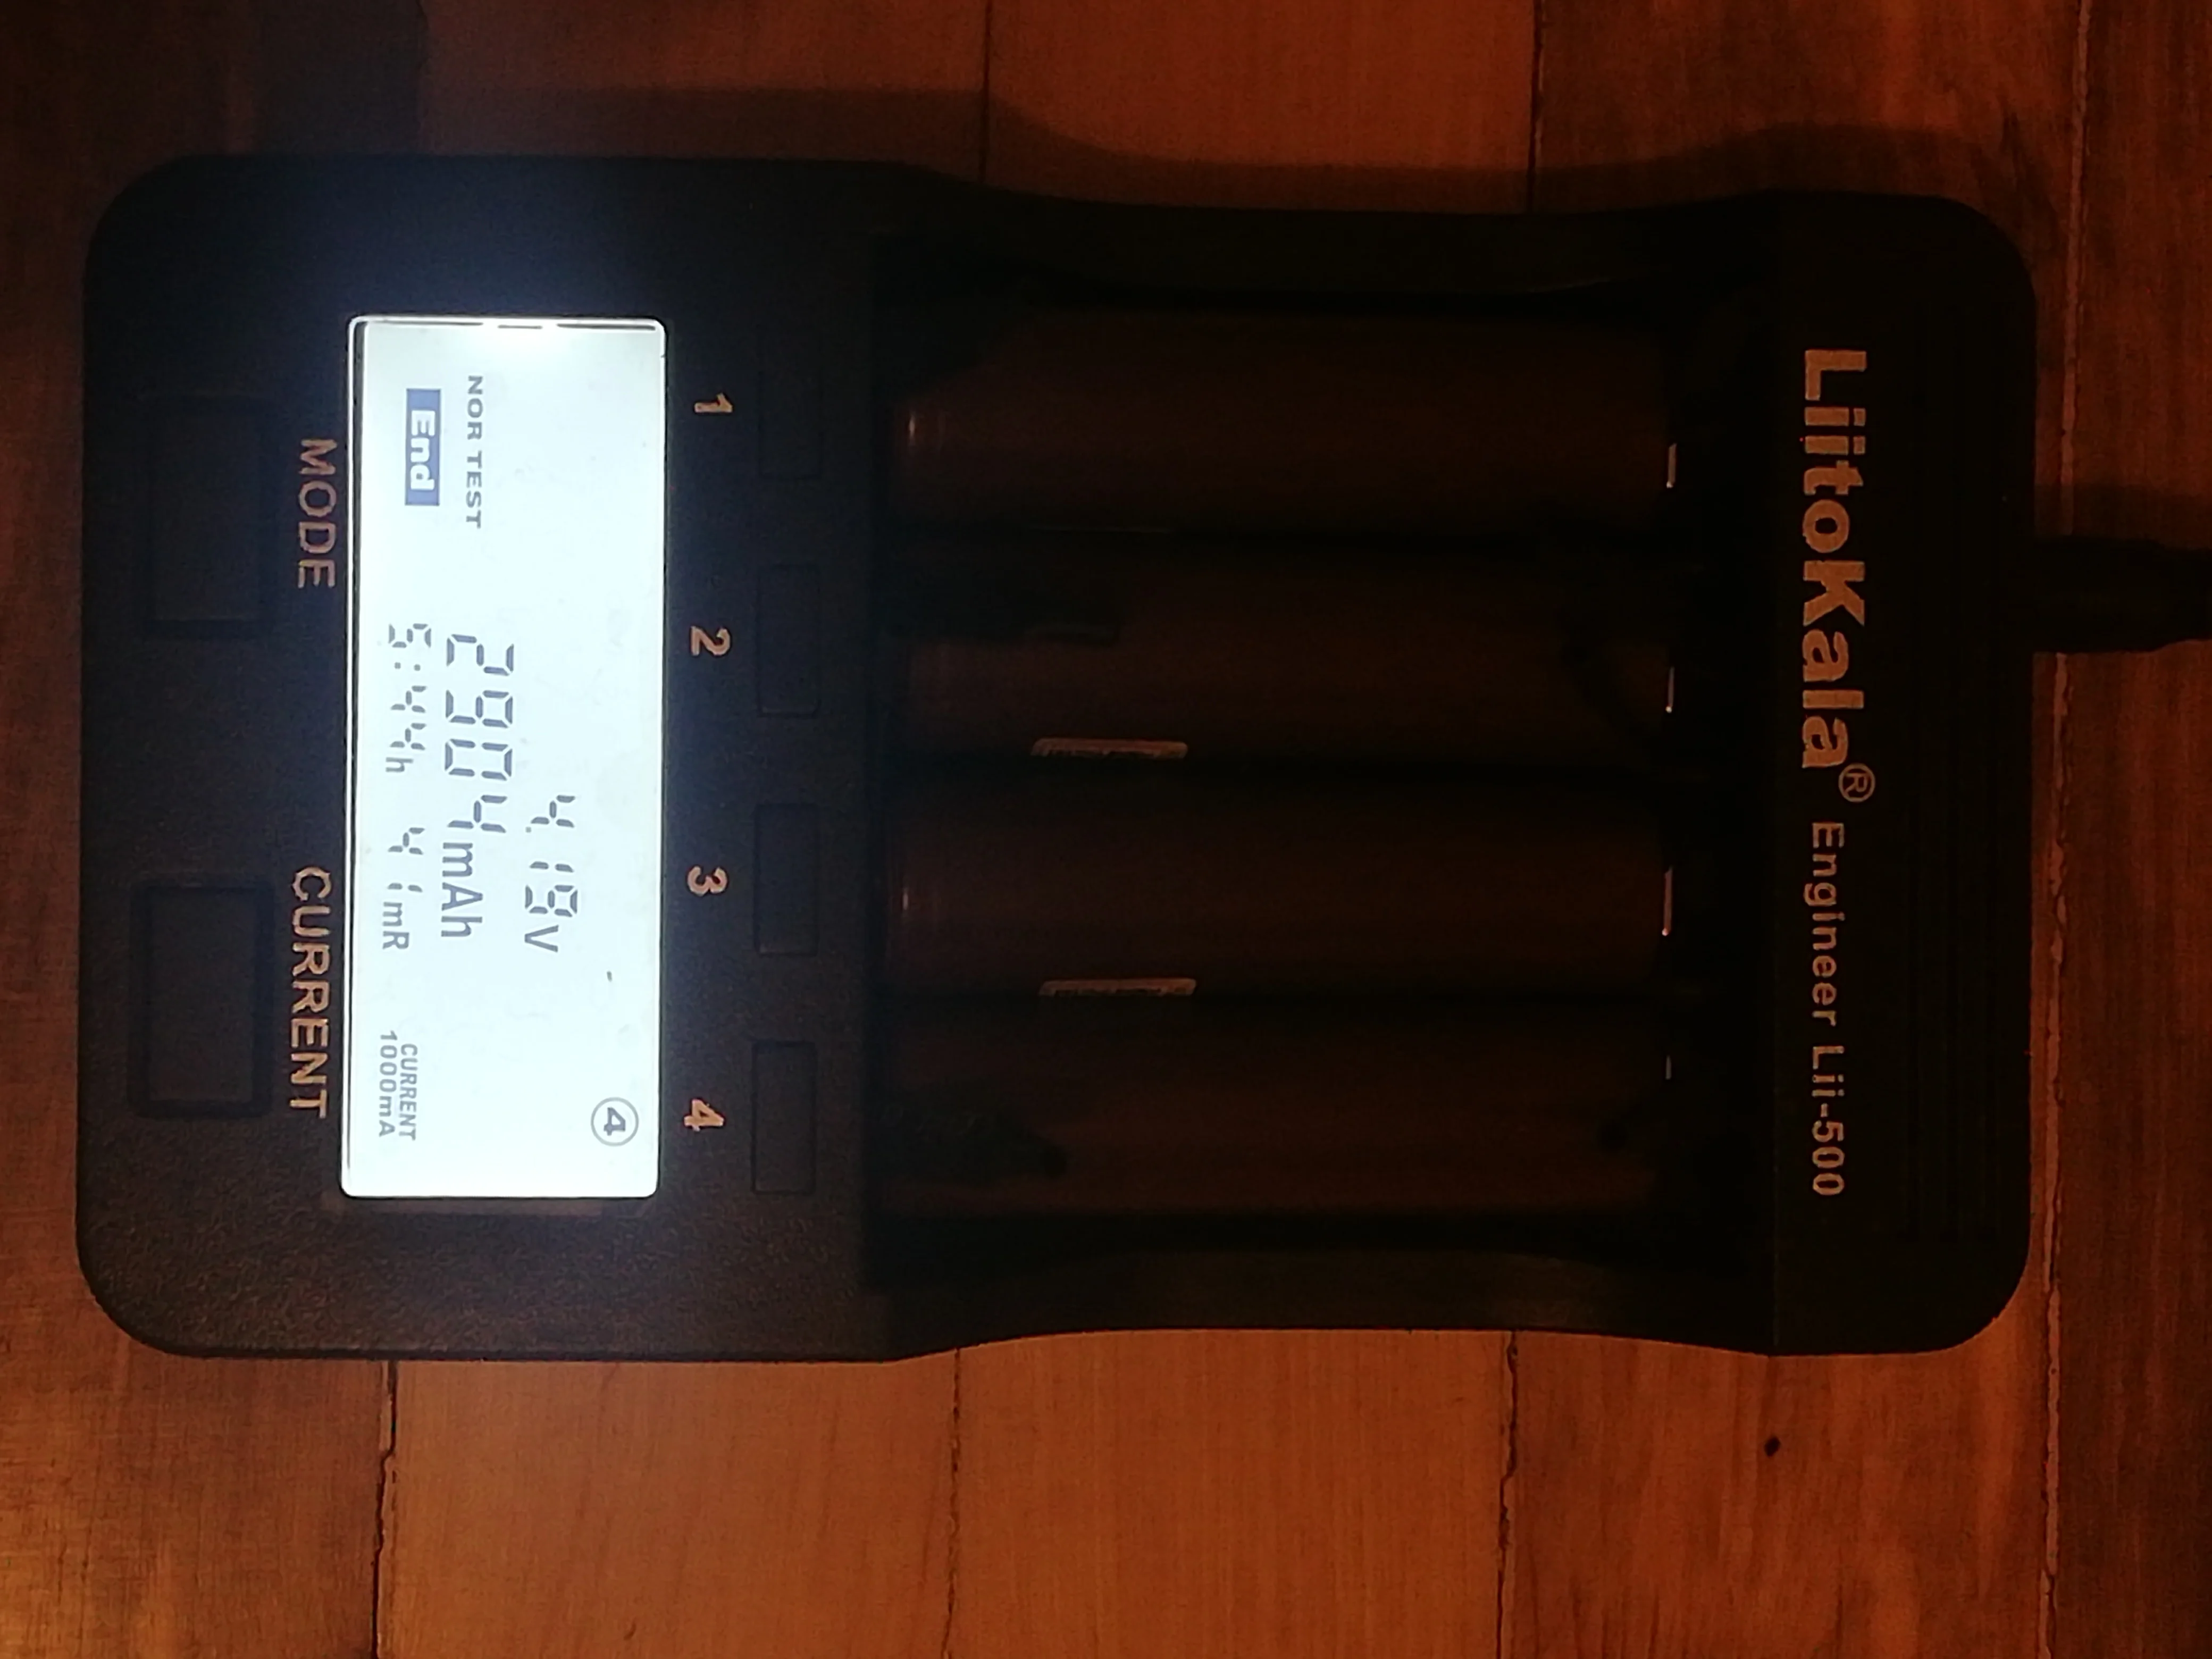 LiitoKala® Engineer Lii-500
1 2 3 4
④
4.19V
NOR TEST 2904mAh
End 5:44h 41mR CURRENT 1000mA
MODE CURRENT